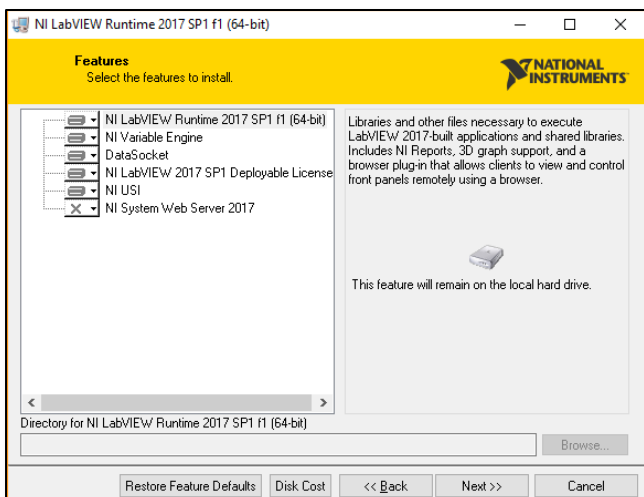 NI LabVIEW Runtime 2017 SP1 f1 (64-bit)
Features
Select the features to install.
NATIONAL
INSTRUMENTS
NI LabVIEW Runtime 2017 SP1 f1 (64-bit)
NI Variable Engine
DataSocket
NI LabVIEW 2017 SP1 Deployable License
NI USI
NI System Web Server 2017
Libraries and other files necessary to execute
LabVIEW 2017-built applications and shared libraries.
Includes NI Reports, 3D graph support, and a
browser plug-in that allows clients to view and control
front panels remotely using a browser.
This feature will remain on the local hard drive.
Directory for NI LabVIEW Runtime 2017 SP1 f1 (64-bit)
Browse...
Restore Feature Defaults
Disk Cost
<< Back
Next >>
Cancel